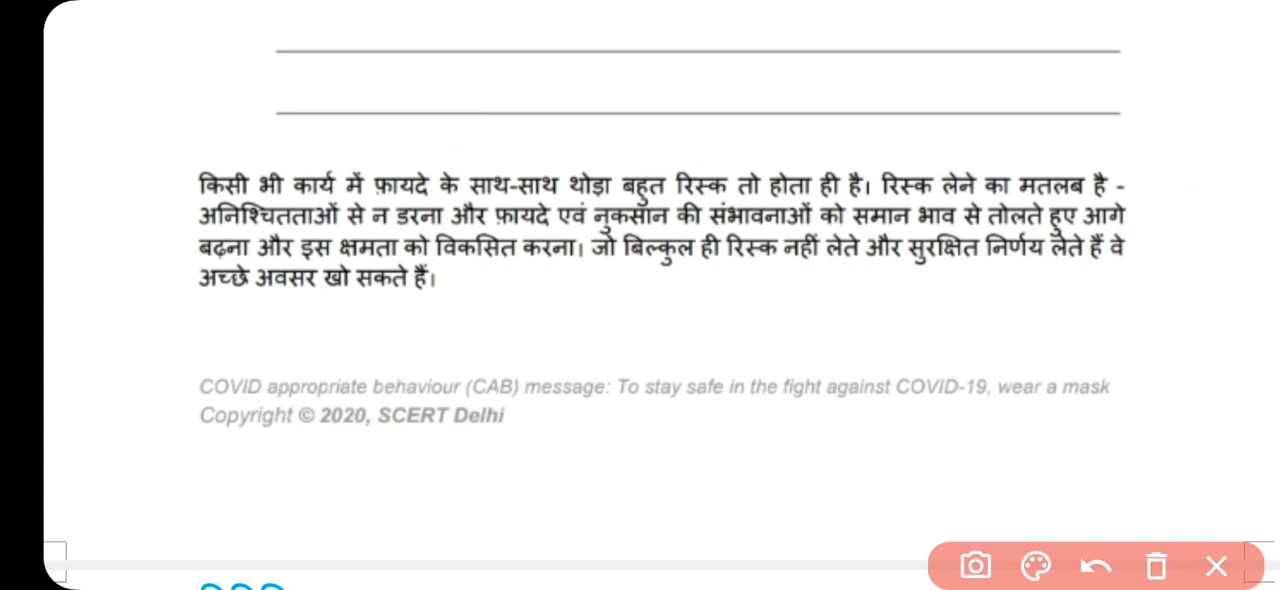 किसी भी कार्य में फ़ायदे के साथ-साथ थोड़ा बहुत रिस्क तो होता ही है। रिस्क लेने का मतलब है -
अनिश्चितताओं से न डरना और फ़ायदे एवं नुकसान की संभावनाओं को समान भाव से तोलते हुए आगे
बढ़ना और इस क्षमता को विकसित करना। जो बिल्कुल ही रिस्क नहीं लेते और सुरक्षित निर्णय लेते हैं वे
अच्छे अवसर खो सकते हैं।
COVID appropriate behaviour (CAB) message: To stay safe in the fight against COVID-19, wear a mask
Copyright © 2020, SCERT Delhi